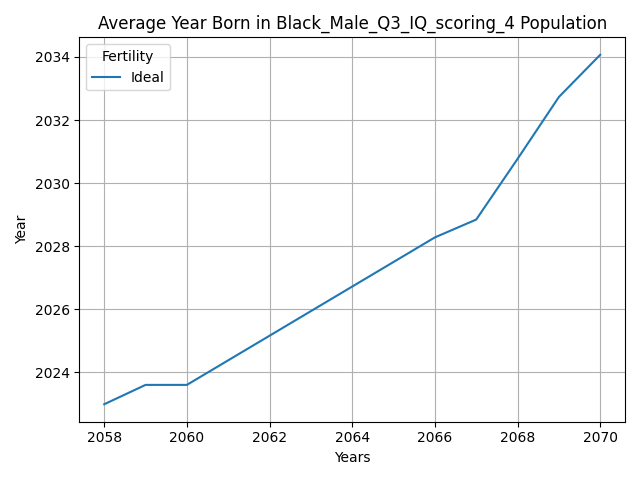 Average Year Born in Black_Male_Q3_IQ_scoring_4 Population
Fertility
Ideal
2034
2032
2030
2028
2026
2024
Year
2058 2060 2062 2064 2066 2068 2070
Years